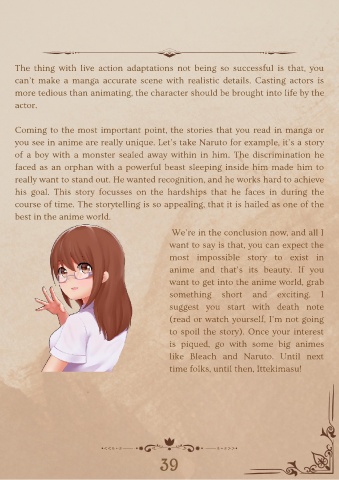 The thing with live action adaptations not being so successful is that, you
can't make a manga accurate scene with realistic details. Casting actors is
more tedious than animating, the character should be brought into life by the
actor.
Coming to the most important point, the stories that you read in manga or
you see in anime are really unique. Let's take Naruto for example, it's a story
of a boy with a monster sealed away within in him. The discrimination he
faced as an orphan with a powerful beast sleeping inside him made him to
really want to stand out. He wanted recognition, and he works hard to achieve
his goal. This story focusses on the hardships that he faces in during the
course of time. The storytelling is so appealing, that it is hailed as one of the
best in the anime world.
We're in the conclusion now, and all I
want to say is that, you can expect the
most impossible story to exist in
anime and that's its beauty. If you
want to get into the anime world, grab
something short and exciting. I
suggest you start with death note
(read or watch yourself, I'm not going
to spoil the story). Once your interest
is piqued, go with some big animes
like Bleach and Naruto. Until next
time folks, until then, Ittekimasu!
39